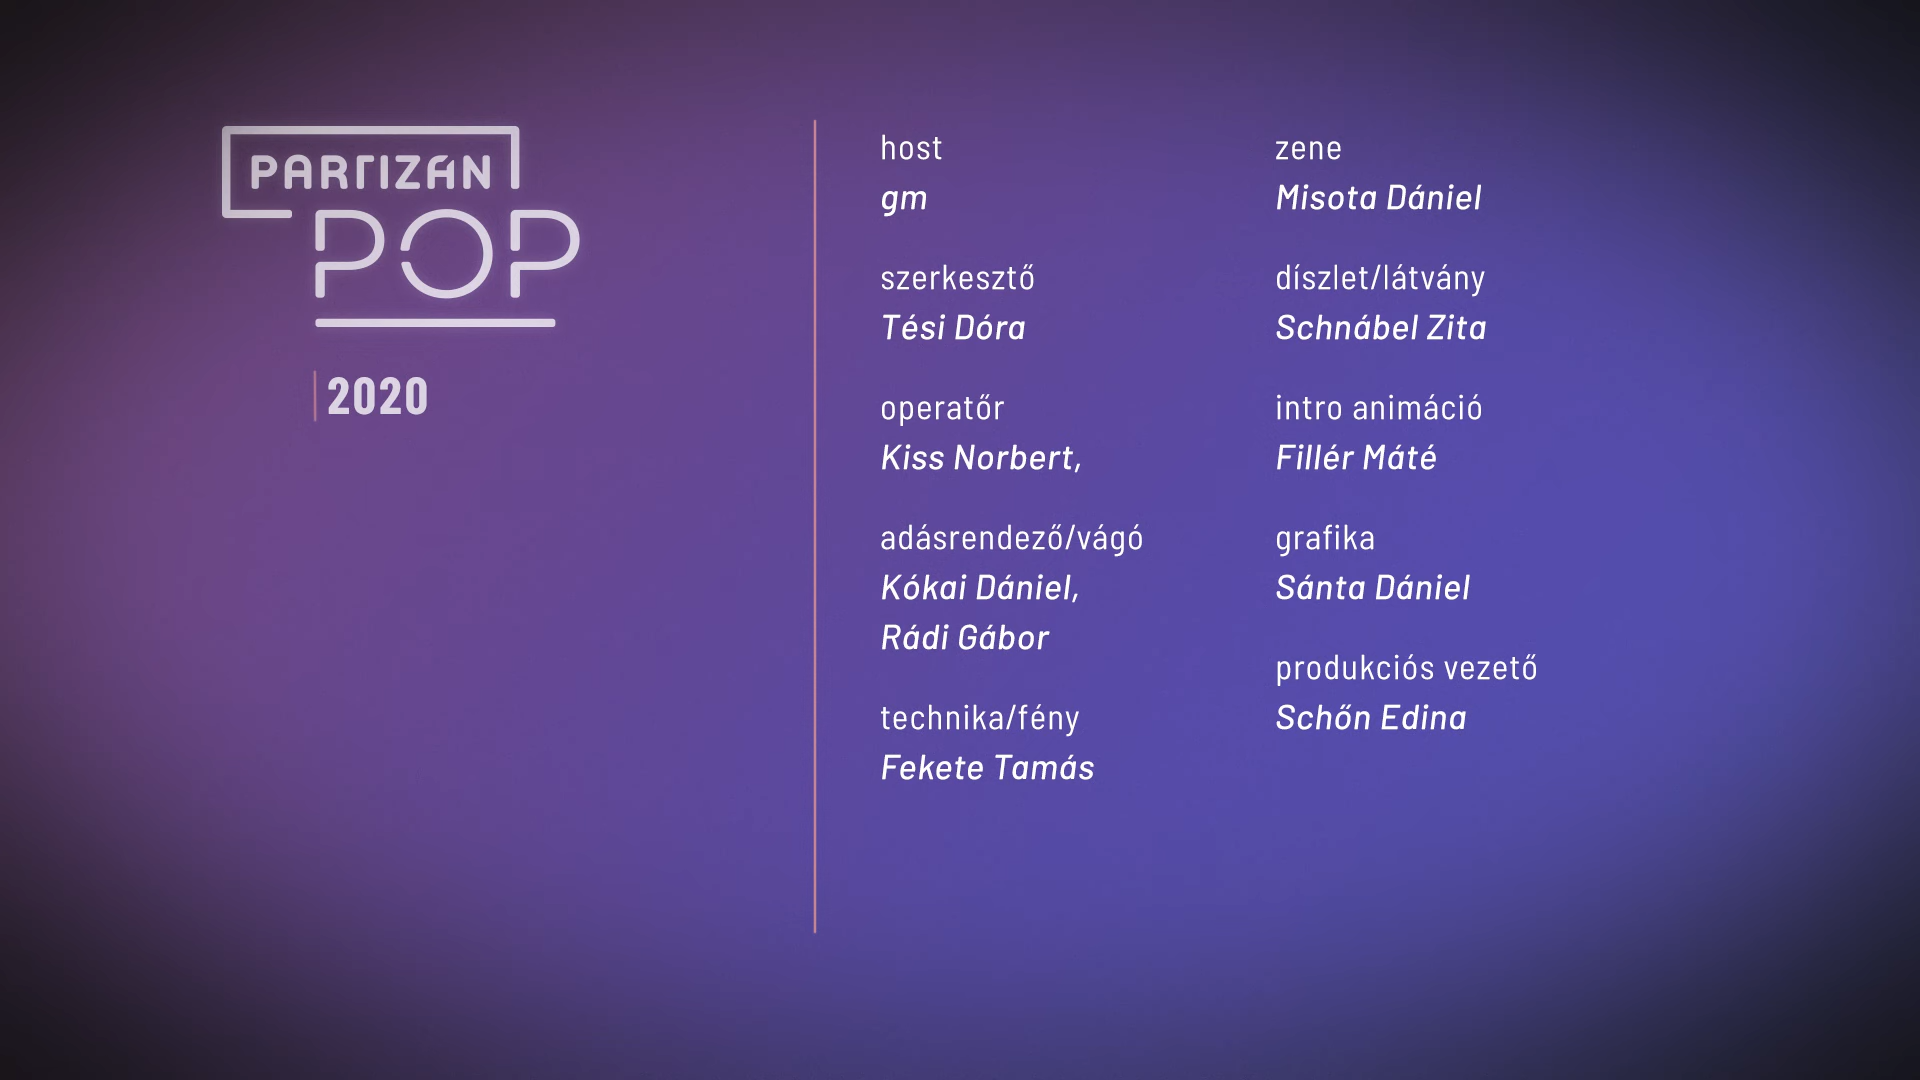 PARTIZÁN
POP
2020
host
gm
szerkesztő
Tési Dóra
operatőr
Kiss Norbert,
adásrendező/vágó
Kókai Dániel,
Rádi Gábor
technika/fény
Fekete Tamás
zene
Misota Dániel
díszlet/látvány
Schnábel Zita
intro animáció
Fillér Máté
grafika
Sánta Dániel
produkciós vezető
Schőn Edina